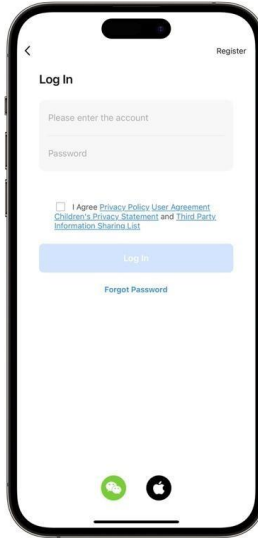 Register
Log In
Please enter the account
Password
I Agree Privacy Policy User Agreement
Children's Privacy Statement and Third Party
Information Sharing List
Log In
Forgot Password